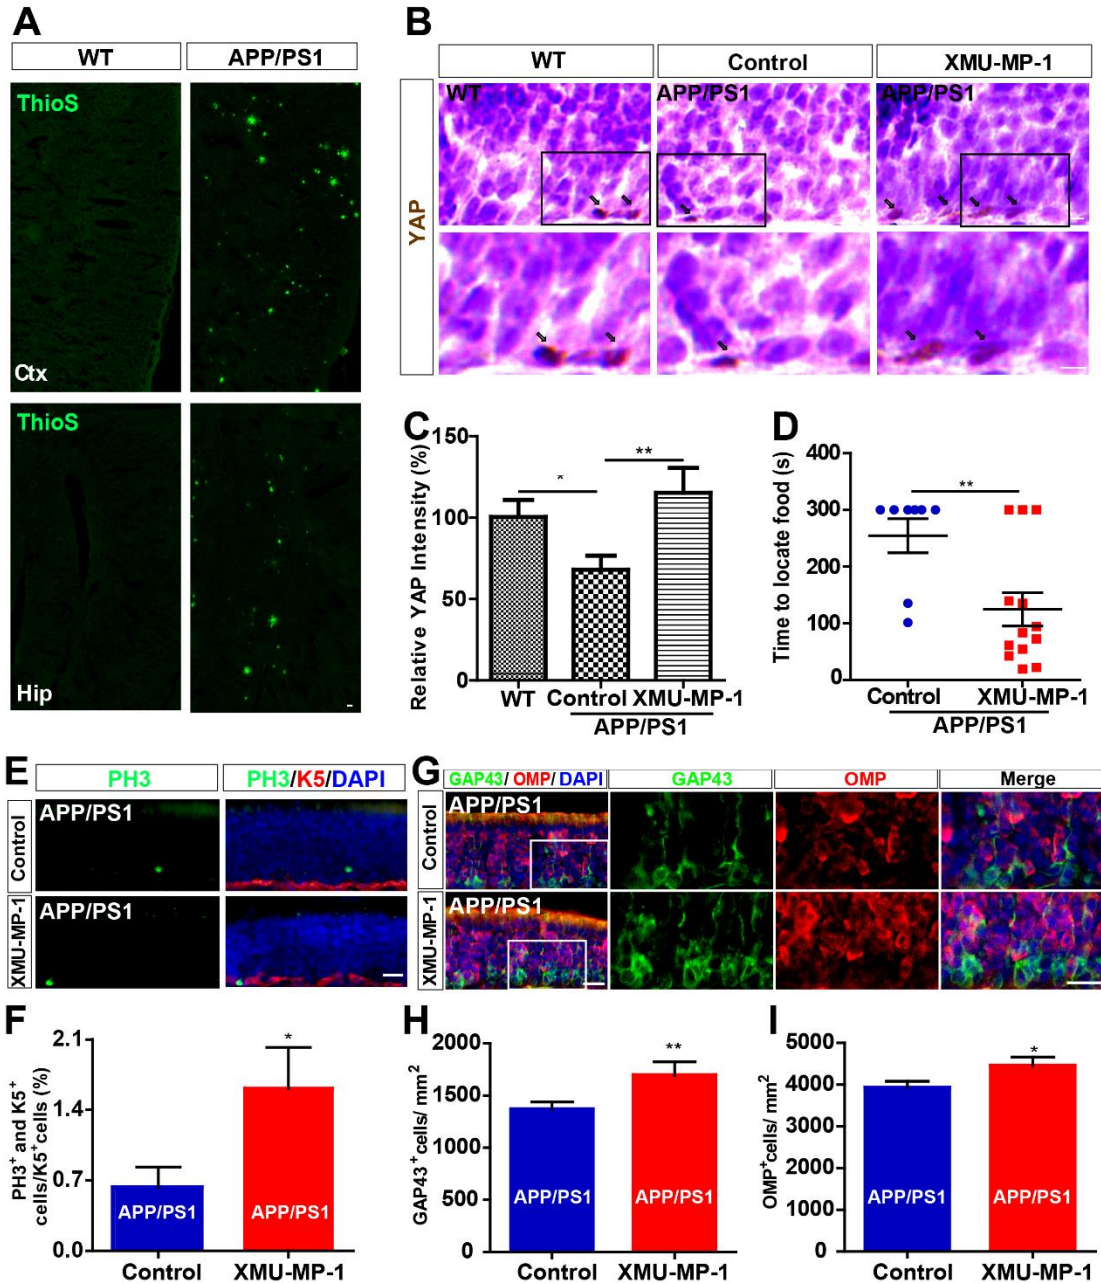 A
WT APP/PS1
ThioS
Ctx
ThioS
Hip
B
WT Control XMU-MP-1
WT APP/PS1 APP/PS1
YAP
C
Relative YAP Intensity (%)
150
100
50
0
* **
WT Control XMU-MP-1
APP/PS1
D
Time to locate food (s)
400
300
200
100
0
**
Control XMU-MP-1
APP/PS1
E
PH3 PH3/K5/DAPI
Control
APP/PS1
XMU-MP-1
APP/PS1
G
GAP43/ OMP/ DAPI GAP43 OMP Merge
Control
APP/PS1
XMU-MP-1
APP/PS1
F
PH3+ and K5+
cells/K5+cells (%)
2.1
1.4
0.7
0.0
*
APP/PS1 APP/PS1
Control XMU-MP-1
H
GAP43+cells/ mm2
2000
1500
1000
500
0
**
APP/PS1 APP/PS1
Control XMU-MP-1
I
OMP+cells/ mm2
5000
4000
4000
2000
0
*
APP/PS1 APP/PS1
Control XMU-MP-1